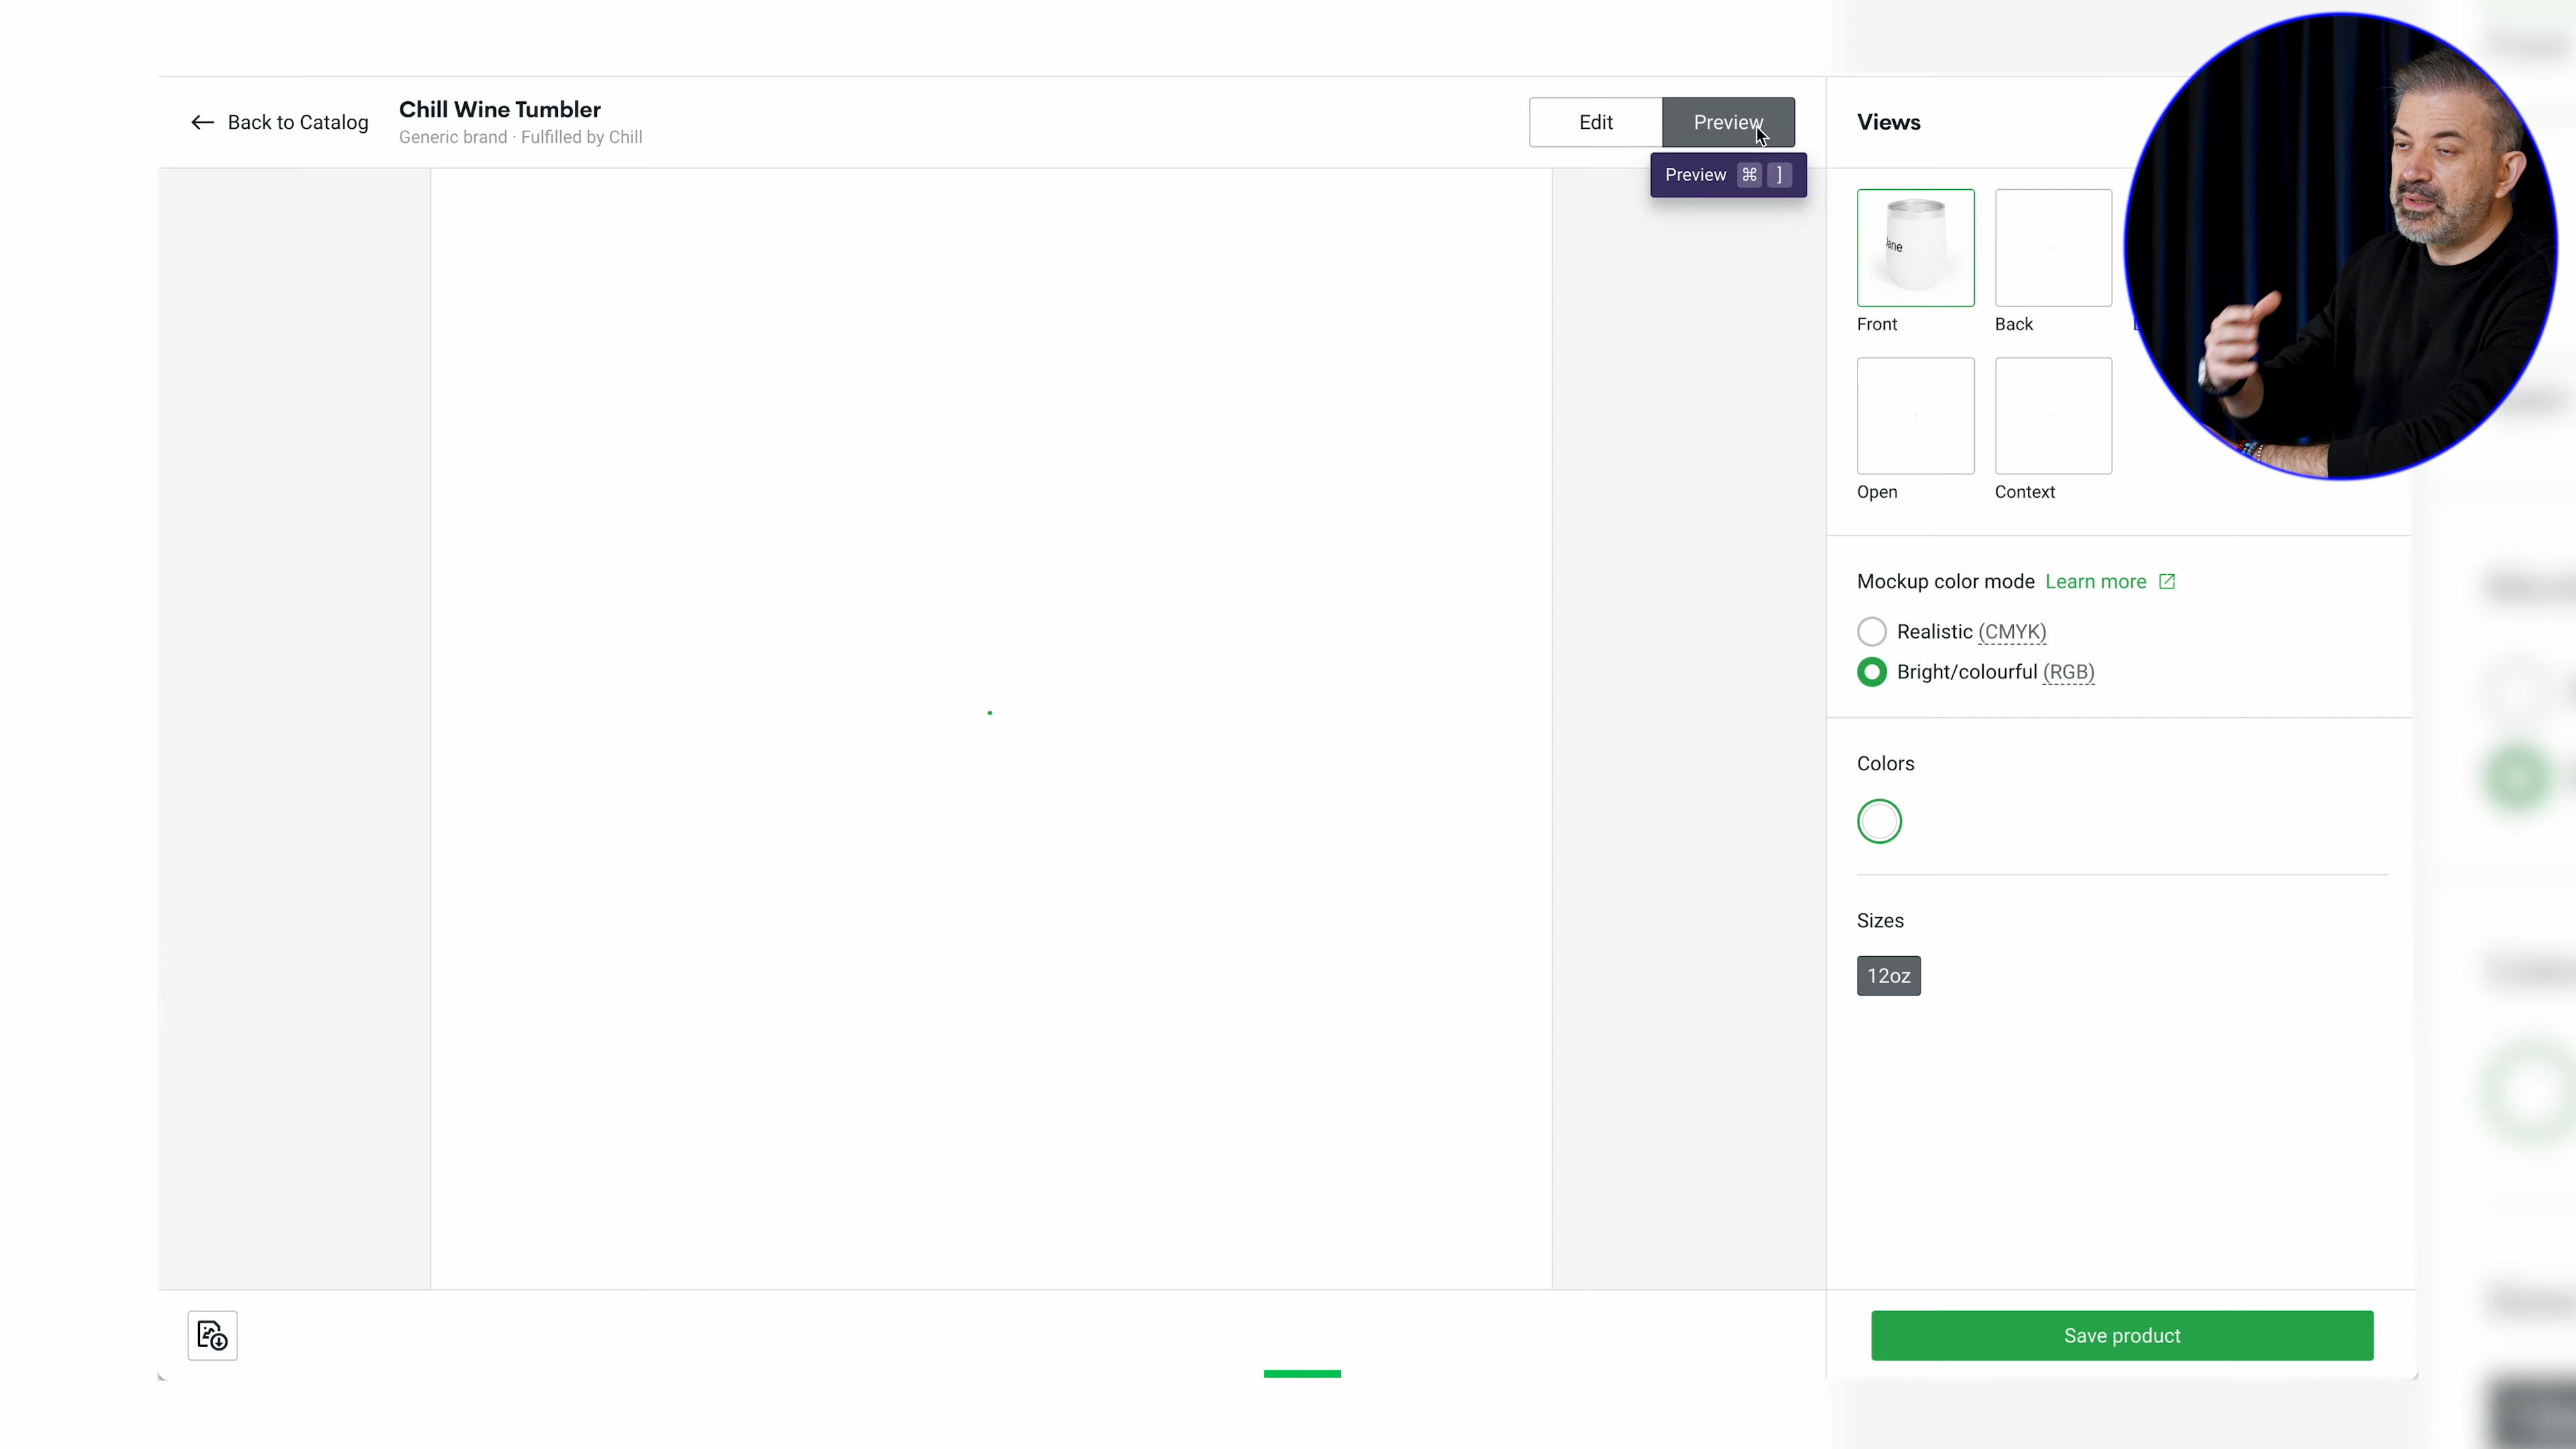 Back to Catalog
Chill Wine Tumbler
Generic brand · Fulfilled by Chill
Edit
Preview
Preview ⌘ ]
Views
Front
Back
Open
Context
Mockup color mode Learn more
Realistic (CMYK)
Bright/colourful (RGB)
Colors
Sizes
12oz
Save product